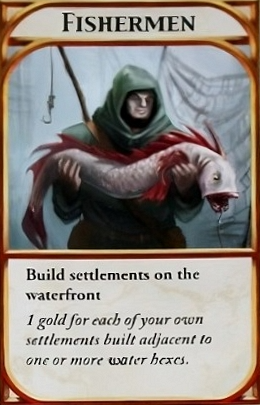 FISHERMEN
Build settlements on the
waterfront
1 gold for each of your own
settlements built adjacent to
one or more water hexes.